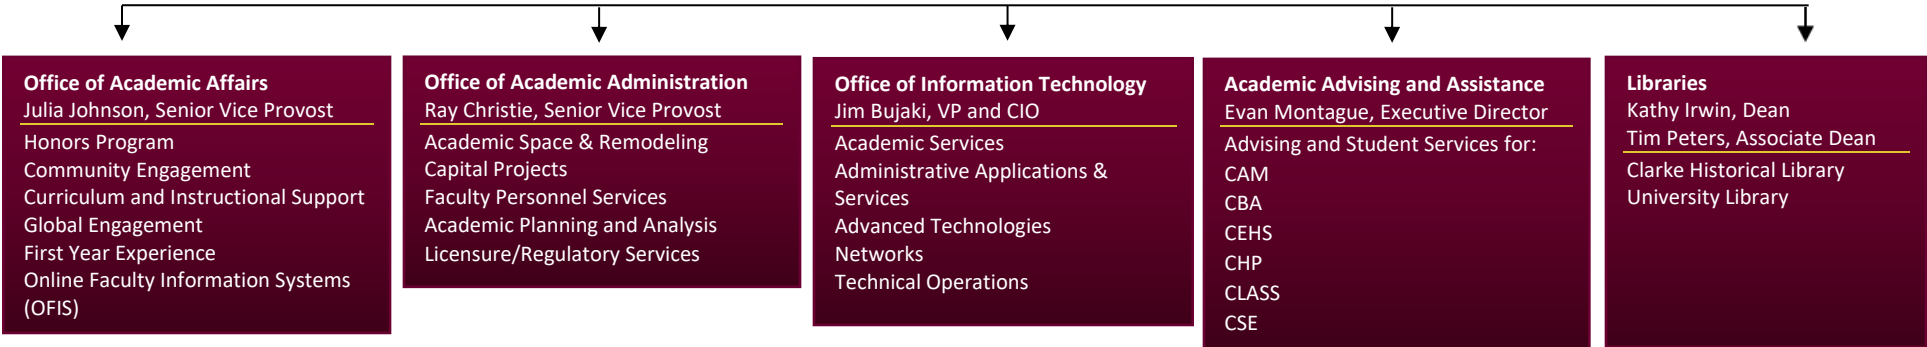 Office of Academic Affairs
Julia Johnson, Senior Vice Provost
Honors Program
Community Engagement
Curriculum and Instructional Support
Global Engagement
First Year Experience
Online Faculty Information Systems
(OFIS)
Office of Academic Administration
Ray Christie, Senior Vice Provost
Academic Space & Remodeling
Capital Projects
Faculty Personnel Services
Academic Planning and Analysis
Licensure/Regulatory Services
Office of Information Technology
Jim Bujaki, VP and CIO
Academic Services
Administrative Applications &
Services
Advanced Technologies
Networks
Technical Operations
Academic Advising and Assistance
Evan Montague, Executive Director
Advising and Student Services for:
CAM
CBA
CEHS
CHP
CLASS
CSE
Libraries
Kathy Irwin, Dean
Tim Peters, Associate Dean
Clarke Historical Library
University Library